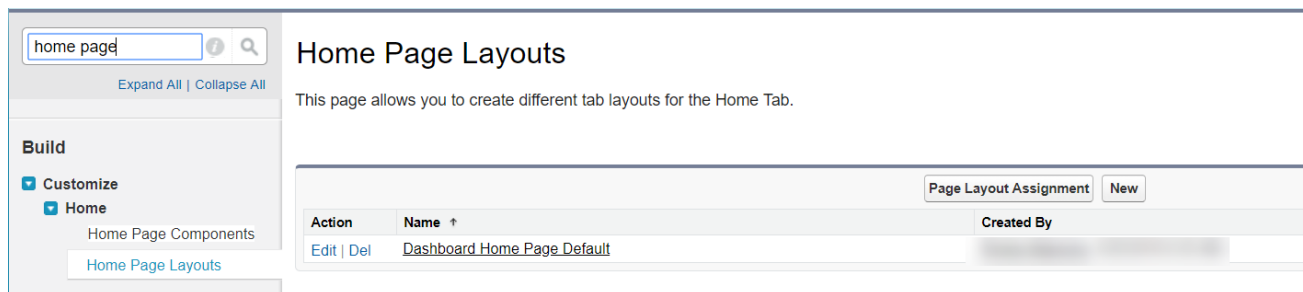 home page
Expand All | Collapse All
Build
Customize
Home
Home Page Components
Home Page Layouts
Home Page Layouts
This page allows you to create different tab layouts for the Home Tab.
Page Layout Assignment New
Action Name ↑ Created By
Edit | Del Dashboard Home Page Default